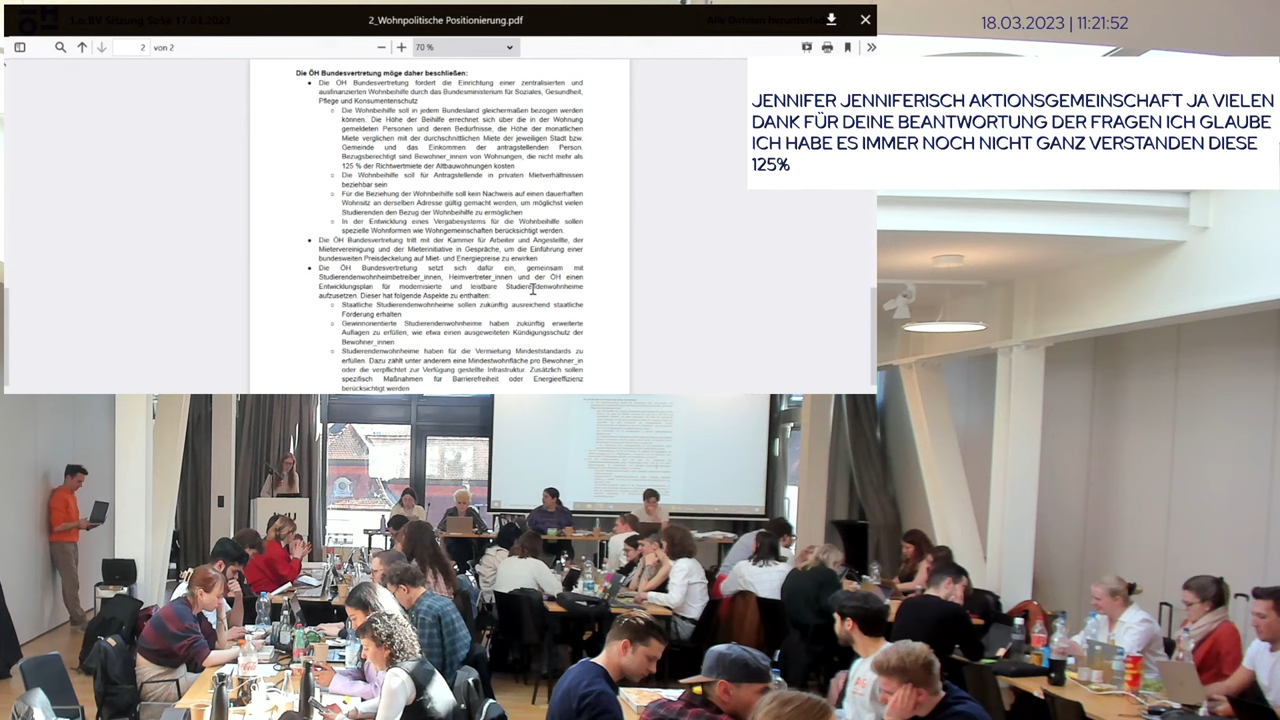 1.o.BV Sitzung SoSe 17.03.2023
2_Wohnpolitische Positionierung.pdf
Alle Dateien herunterladen
18.03.2023 | 11:21:52
2 von 2
70 %
JENNIFER JENNIFERISCH AKTIONSGEMEINSCHAFT JA VIELEN
DANK FÜR DEINE BEANTWORTUNG DER FRAGEN ICH GLAUBE
ICH HABE ES IMMER NOCH NICHT GANZ VERSTANDEN DIESE
125%
Die ÖH Bundesvertretung möge daher beschließen:
● Die ÖH Bundesvertretung fordert die Einrichtung einer zentralisierten und
ausfinanzierten Wohnbeihilfe durch das Bundesministerium für Soziales, Gesundheit,
Pflege und Konsumentenschutz
○ Die Wohnbeihilfe soll in jedem Bundesland gleichermaßen bezogen werden
können. Die Höhe der Beihilfe errechnet sich über die in der Wohnung
gemeldeten Personen und deren Bedürfnisse, die Höhe der monatlichen
Miete verglichen mit der durchschnittlichen Miete der jeweiligen Stadt bzw.
Gemeinde und das Einkommen der antragstellenden Person.
Bezugsberechtigt sind Bewohner_innen von Wohnungen, die nicht mehr als
125 % der Richtwertmiete der Altbauwohnungen kosten
○ Die Wohnbeihilfe soll für Antragstellende in privaten Mietverhältnissen
beziehbar sein
○ Für die Beziehung der Wohnbeihilfe soll kein Nachweis auf einen dauerhaften
Wohnsitz an derselben Adresse gültig gemacht werden, um möglichst vielen
Studierenden den Bezug der Wohnbeihilfe zu ermöglichen
○ In der Entwicklung eines Vergabesystems für die Wohnbeihilfe sollen
spezielle Wohnformen wie Wohngemeinschaften berücksichtigt werden.
● Die ÖH Bundesvertretung tritt mit der Kammer für Arbeiter und Angestellte, der
Mietervereinigung und der Mieterinitiative in Gespräche, um die Einführung einer
bundesweiten Preisdeckelung auf Miet- und Energiepreise zu erwirken
● Die ÖH Bundesvertretung setzt sich dafür ein, gemeinsam mit
Studierendenwohnheimbetreiber_innen, Heimvertreter_innen und der ÖH einen
Entwicklungsplan für modernisierte und leistbare Studierendenwohnheime
aufzusetzen. Dieser hat folgende Aspekte zu enthalten:
○ Staatliche Studierendenwohnheime sollen zukünftig ausreichend staatliche
Förderung erhalten
○ Gewinnorientierte Studierendenwohnheime haben zukünftig erweiterte
Auflagen zu erfüllen, wie etwa einen ausgeweiteten Kündigungsschutz der
Bewohner_innen
○ Studierendenwohnheime haben für die Vermietung Mindeststandards zu
erfüllen. Dazu zählt unter anderem eine Mindestwohnfläche pro Bewohner_in
oder die verpflichtet zur Verfügung gestellte Infrastruktur. Zusätzlich sollen
spezifisch Maßnahmen für Barrierefreiheit oder Energieeffizienz
berücksichtigt werden